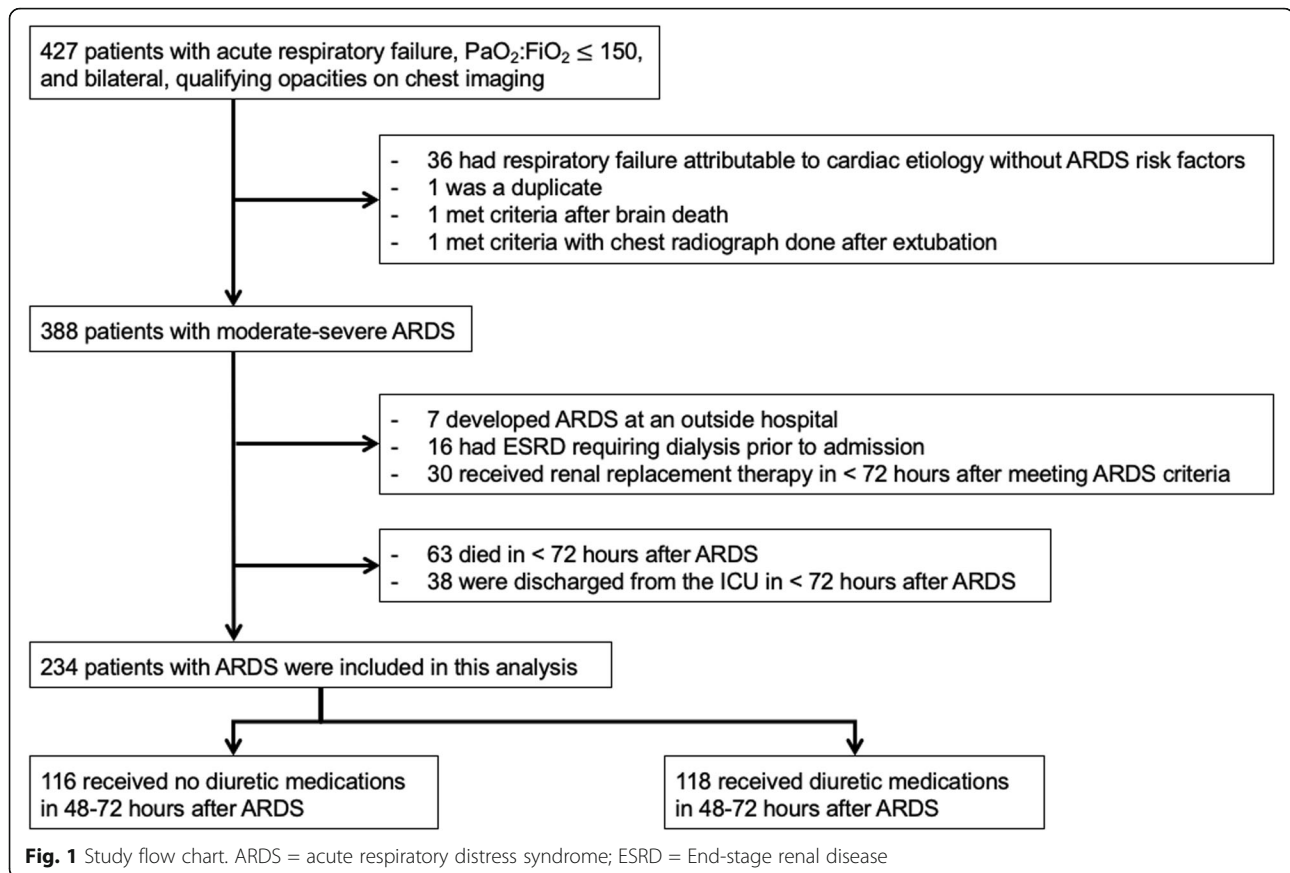 427 patients with acute respiratory failure, PaO₂:FiO₂ ≤ 150,
and bilateral, qualifying opacities on chest imaging
- 36 had respiratory failure attributable to cardiac etiology without ARDS risk factors
- 1 was a duplicate
- 1 met criteria after brain death
- 1 met criteria with chest radiograph done after extubation
388 patients with moderate-severe ARDS
- 7 developed ARDS at an outside hospital
- 16 had ESRD requiring dialysis prior to admission
- 30 received renal replacement therapy in < 72 hours after meeting ARDS criteria
- 63 died in < 72 hours after ARDS
- 38 were discharged from the ICU in < 72 hours after ARDS
234 patients with ARDS were included in this analysis
116 received no diuretic medications
in 48-72 hours after ARDS
118 received diuretic medications
in 48-72 hours after ARDS
Fig. 1 Study flow chart. ARDS = acute respiratory distress syndrome; ESRD = End-stage renal disease